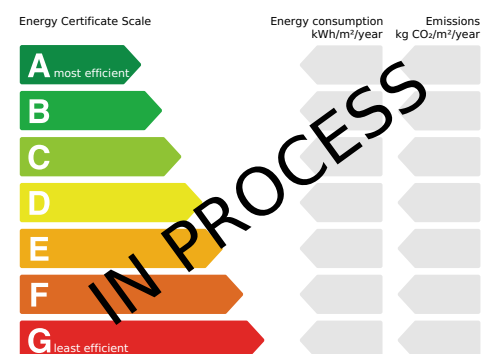 Energy Certificate Scale
Energy consumption
kWh/m²/year
Emissions
kg CO₂/m²/year
A most efficient
B
C
D
E
F
G least efficient
IN PROCESS